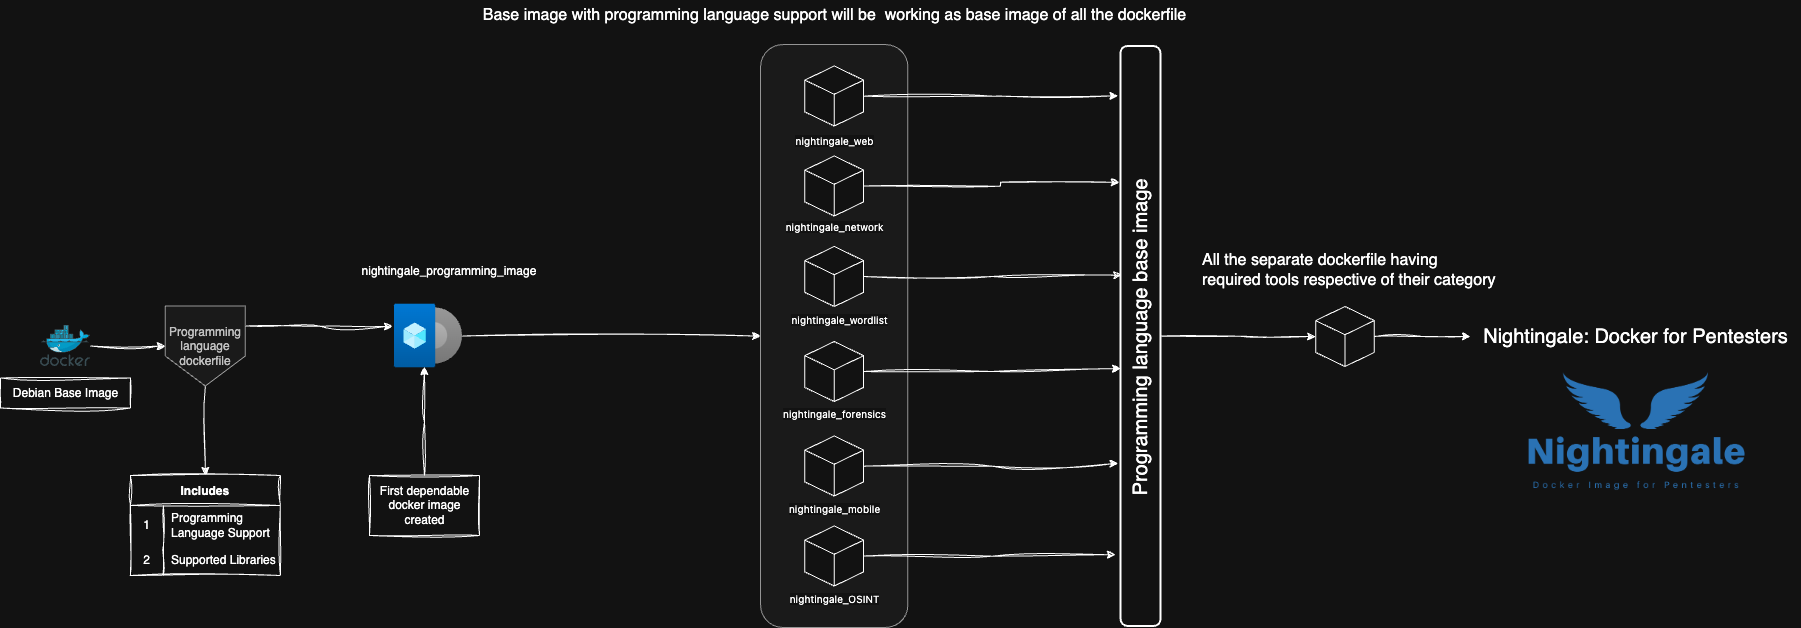 Base image with programming language support will be  working as base image of all the dockerfile
docker
Debian Base Image
Programming
language
dockerfile
Includes
1
Programming
Language Support
2
Supported Libraries
nightingale_programming_image
First dependable
docker image
created
nightingale_web
nightingale_network
nightingale_wordlist
nightingale_forensics
nightingale_mobile
nightingale_OSINT
Programming language base image
All the separate dockerfile having
required tools respective of their category
Nightingale: Docker for Pentesters
Nightingale
Docker Image for Pentesters